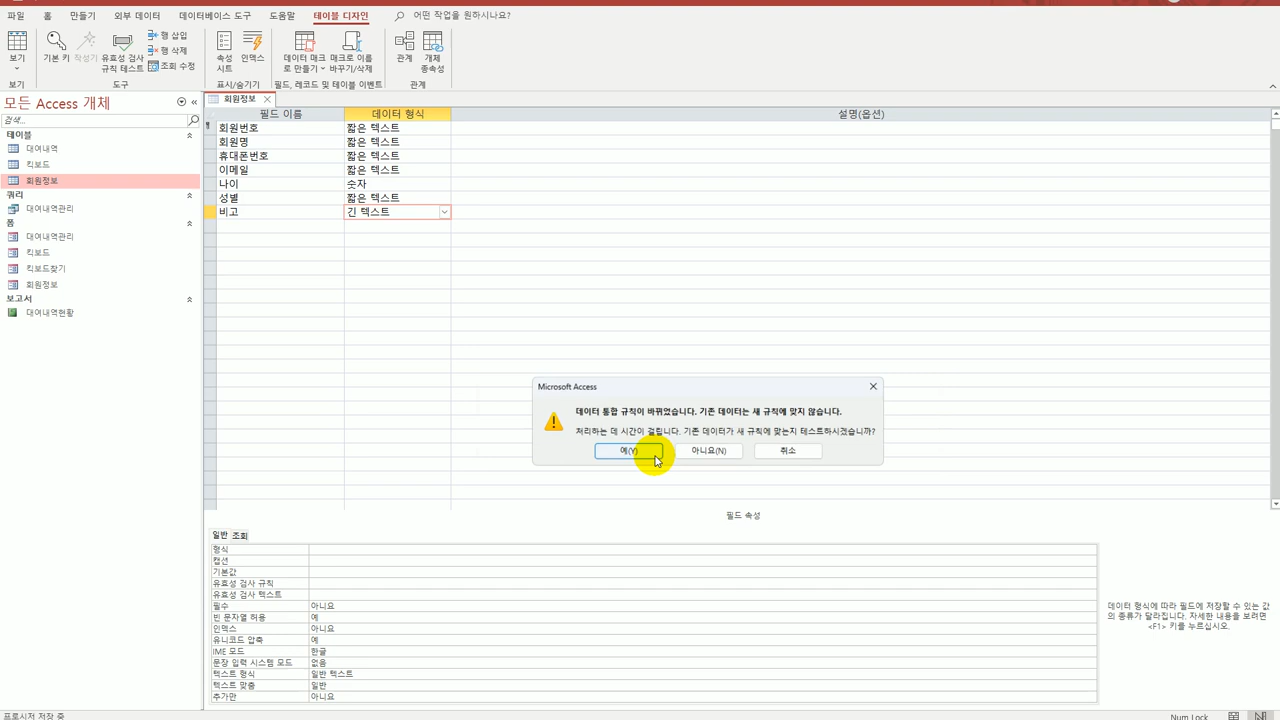 파일 홈 만들기 외부 데이터 데이터베이스 도구 도움말 테이블 디자인 어떤 작업을 원하시나요?
보기
기본 키
작성기
유효성 검사
규칙 테스트
행 삽입
행 삭제
조회 수정
속성
시트
인덱스
데이터 매크
로 만들기
매크로 이름
바꾸기/삭제
관계
개체
종속성
보기 도구 표시/숨기기 필드, 레코드 및 테이블 이벤트 관계
모든 Access 개체
검색...
테이블
대여내역
킥보드
회원정보
쿼리
대여내역관리
폼
대여내역관리
킥보드
킥보드찾기
회원정보
보고서
대여내역현황
회원정보
필드 이름 데이터 형식 설명(옵션)
회원번호 짧은 텍스트
회원명 짧은 텍스트
휴대폰번호 짧은 텍스트
이메일 짧은 텍스트
나이 숫자
성별 짧은 텍스트
비고 긴 텍스트
Microsoft Access
데이터 통합 규칙이 바뀌었습니다. 기존 데이터는 새 규칙에 맞지 않습니다.
처리하는 데 시간이 걸립니다. 기존 데이터가 새 규칙에 맞는지 테스트하시겠습니까?
예(Y) 아니요(N) 취소
필드 속성
일반 조회
형식
캡션
기본값
유효성 검사 규칙
유효성 검사 텍스트
필수 아니요
빈 문자열 허용 예
인덱스 아니요
유니코드 압축 예
IME 모드 한글
문장 입력 시스템 모드 없음
텍스트 형식 일반 텍스트
텍스트 맞춤 일반
추가만 아니요
데이터 형식에 따라 필드에 저장할 수 있는 값
의 종류가 달라집니다. 자세한 내용을 보려면
<F1> 키를 누르십시오.
프로시저 저장 중 Num Lock